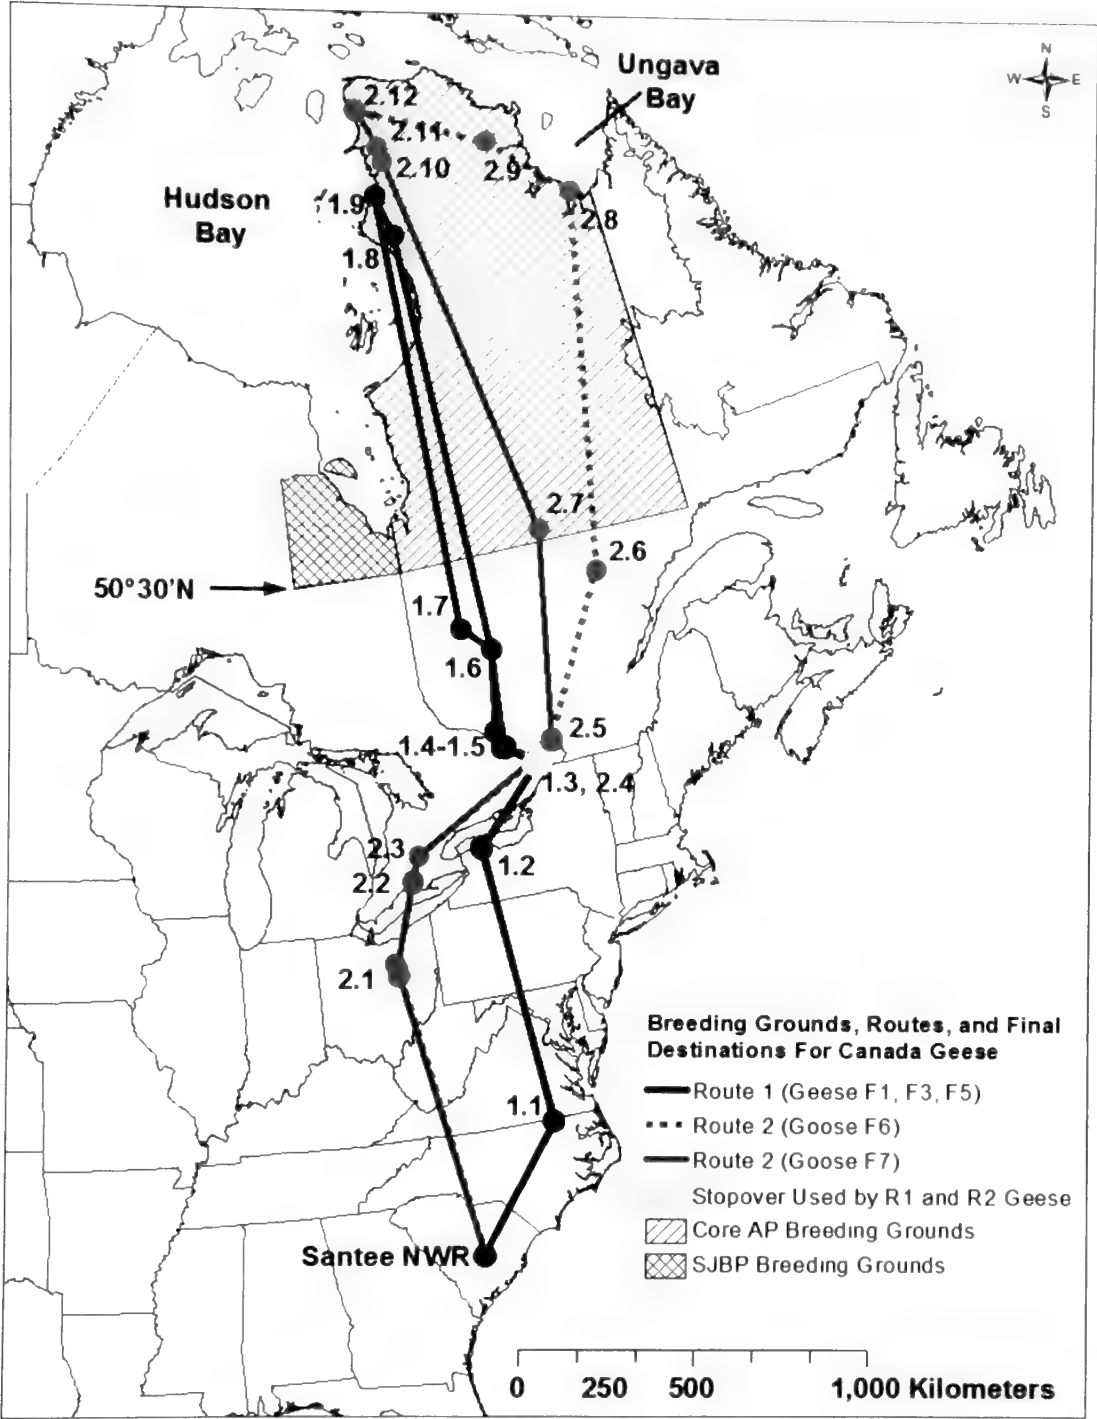 Ungava
Bay
N
W E
S
2.12
2.11
2.10
2.9
2.8
Hudson
Bay
1.9
1.8
2.7
2.6
50°30'N
1.7
1.6
2.5
1.4-1.5
1.3, 2.4
2.3
1.2
2.2
2.1
1.1
Santee NWR
Breeding Grounds, Routes, and Final
Destinations For Canada Geese
Route 1 (Geese F1, F3, F5)
Route 2 (Goose F6)
Route 2 (Goose F7)
Stopover Used by R1 and R2 Geese
Core AP Breeding Grounds
SJBP Breeding Grounds
0 250 500 1,000 Kilometers